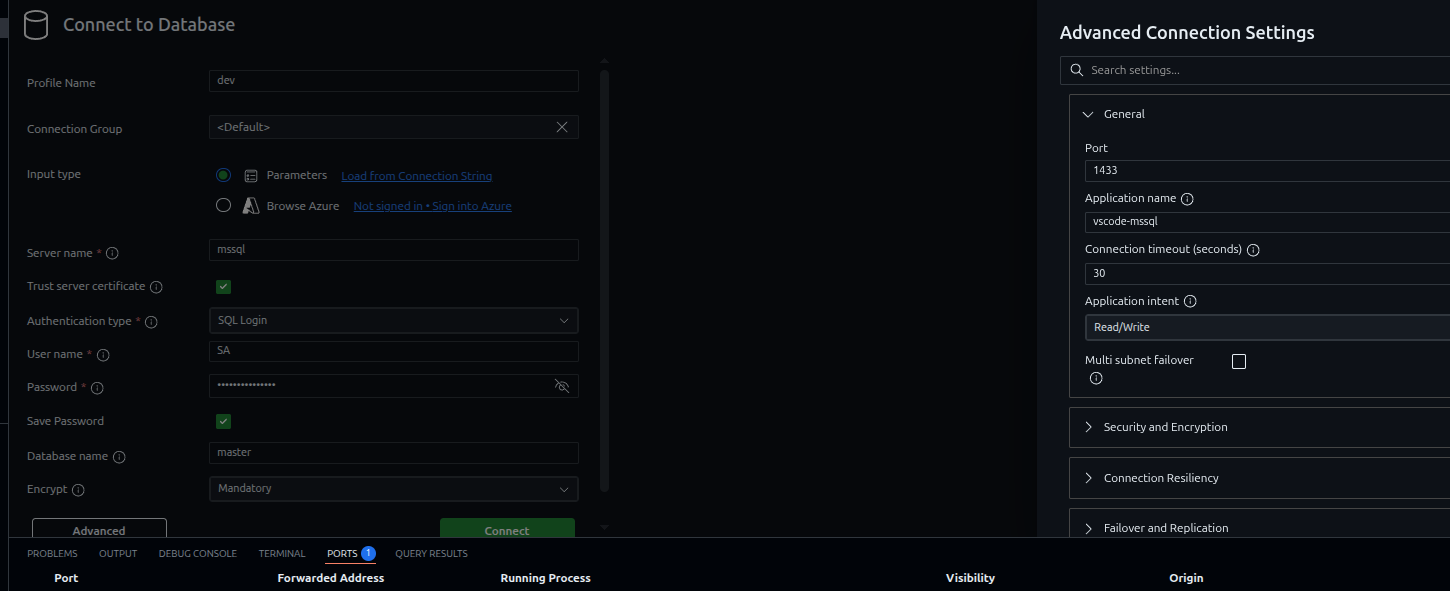 Connect to Database
Profile Name
dev
Connection Group
<Default>
Input type
Parameters
Load from Connection String
Browse Azure
Not signed in • Sign into Azure
Server name *
mssql
Trust server certificate
Authentication type *
SQL Login
User name *
SA
Password *
•••••••••••••••
Save Password
Database name
master
Encrypt
Mandatory
Advanced
Connect
Advanced Connection Settings
Search settings...
General
Port
1433
Application name
vscode-mssql
Connection timeout (seconds)
30
Application intent
Read/Write
Multi subnet failover
Security and Encryption
Connection Resiliency
Failover and Replication
PROBLEMS OUTPUT DEBUG CONSOLE TERMINAL PORTS 1 QUERY RESULTS
Port Forwarded Address Running Process Visibility Origin